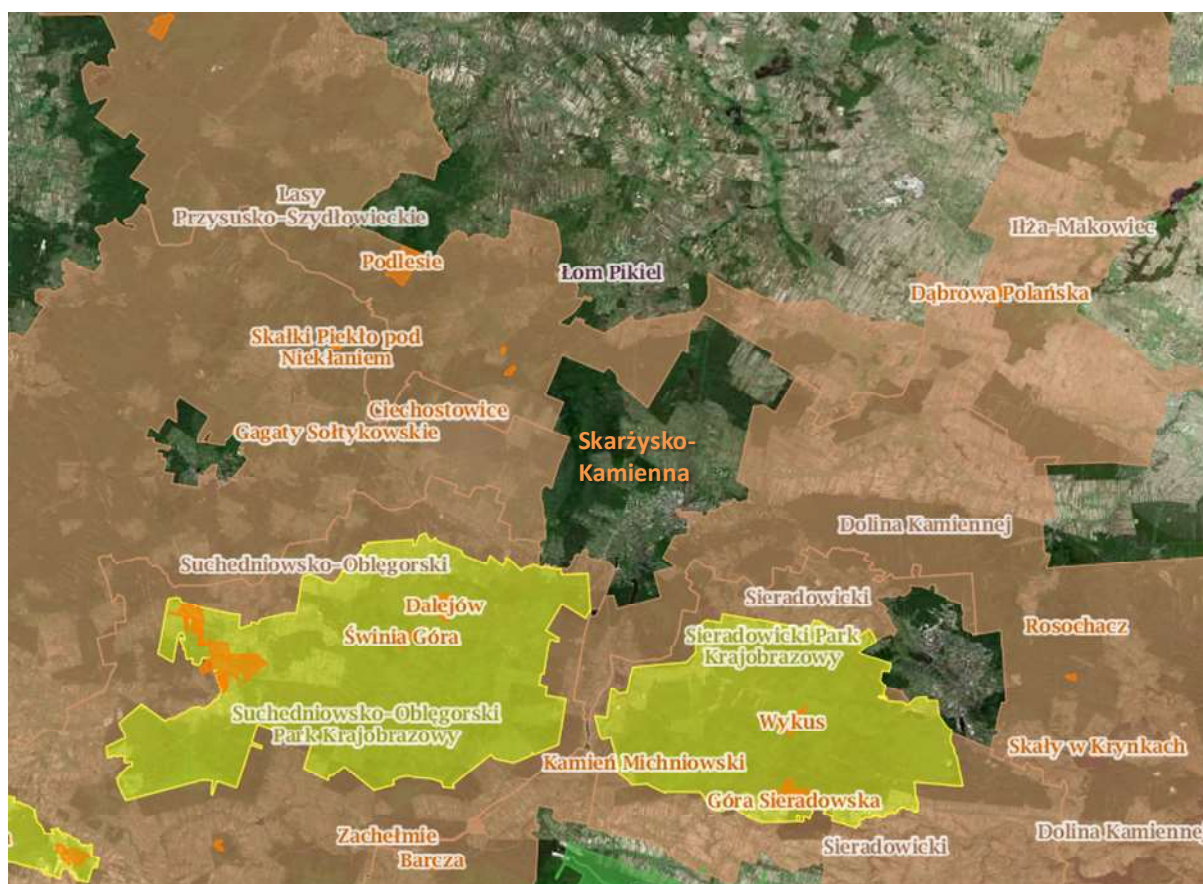 Lasy
Przysusko-Szydłowieckie
Iłża-Makowiec
Podlesie
Łom Pikiel
Dąbrowa Polańska
Skałki Piekło pod
Niekłaniem
Ciechostowice
Gagaty Sołtykowskie
Skarżysko-
Kamienna
Dolina Kamiennej
Suchedniowsko-Oblęgorski
Dalejów
Sieradowicki
Świnia Góra
Sieradowicki Park
Krajobrazowy
Rosochacz
Suchedniowsko-Oblęgorski
Park Krajobrazowy
Wykus
Skały w Krynkach
Kamień Michniowski
Góra Sieradowska
Zachełmie
Barcza
Sieradowicki
Dolina Kamiennej